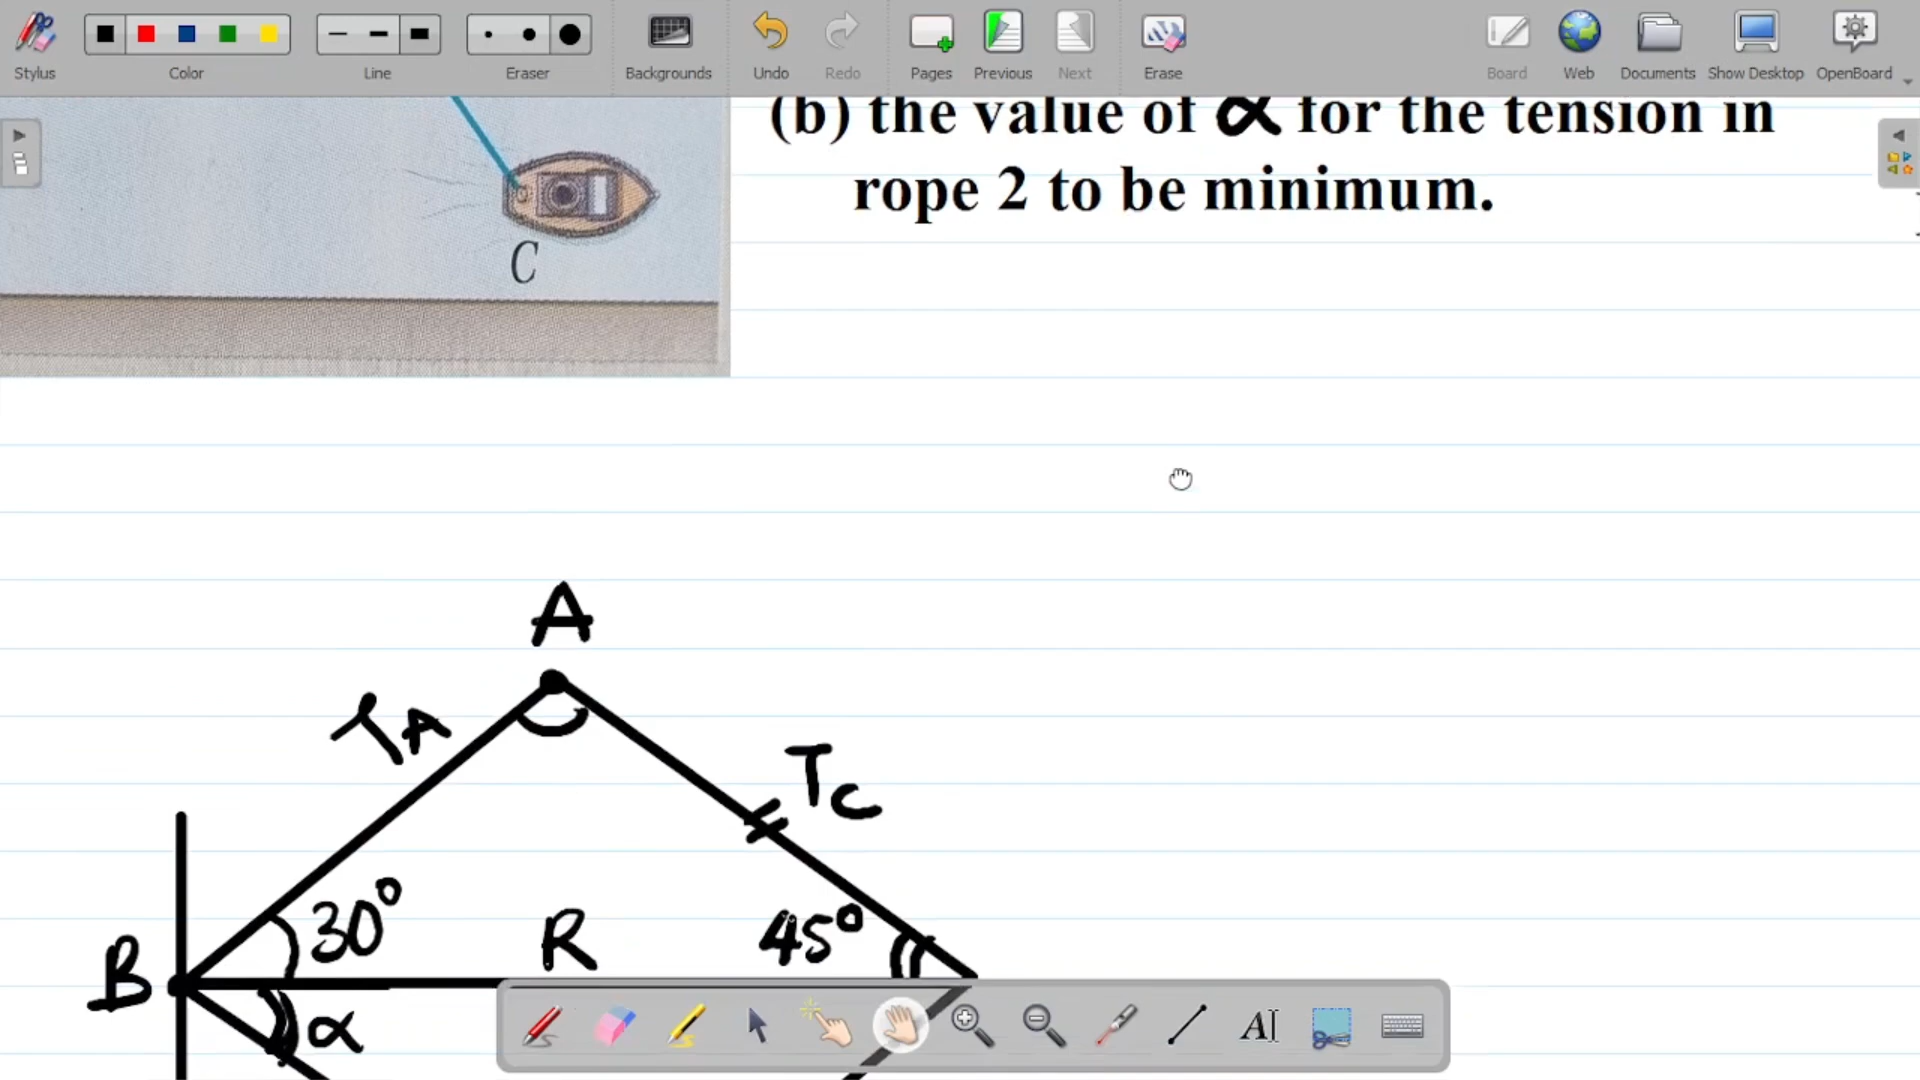 Stylus
Color
Line
Eraser
Backgrounds
Undo
Redo
Pages
Previous
Next
Erase
Board
Web
Documents
Show Desktop
OpenBoard
(b) the value of α for the tension in
rope 2 to be minimum.
C
A
TA
TC
30°
R
45°
B
α
AI